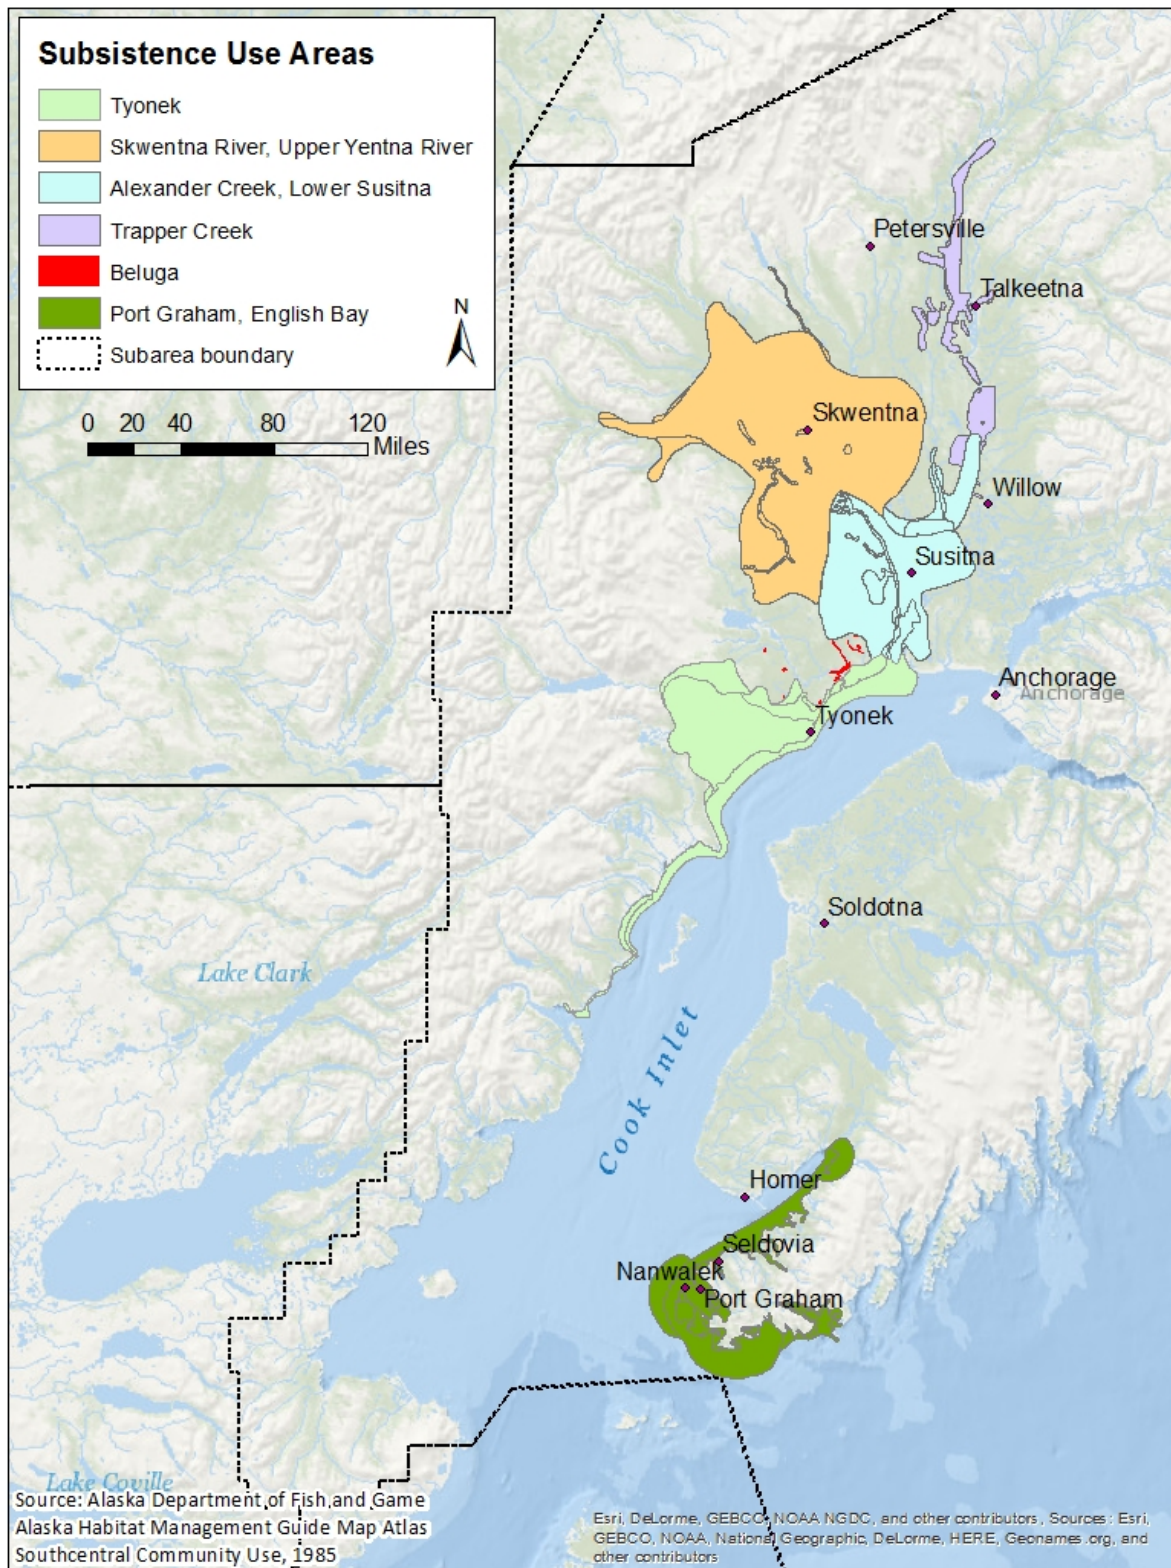 Subsistence Use Areas
Tyonek
Skwentna River, Upper Yentna River
Alexander Creek, Lower Susitna
Trapper Creek
Beluga
Port Graham, English Bay
Subarea boundary
N
0 20 40 80 120
Miles
Petersville
Talkeetna
Skwentna
Willow
Susitna
Anchorage
Anchorage
Tyonek
Soldotna
Lake Clark
Cook Inlet
Homer
Seldovia
Nanwalek
Port Graham
Lake Coville
Source: Alaska Department of Fish and Game
Alaska Habitat Management Guide Map Atlas
Southcentral Community Use, 1985
Esri, DeLorme, GEBCO, NOAA NGDC, and other contributors, Sources: Esri,
GEBCO, NOAA, National Geographic, DeLorme, HERE, Geonames.org, and
other contributors